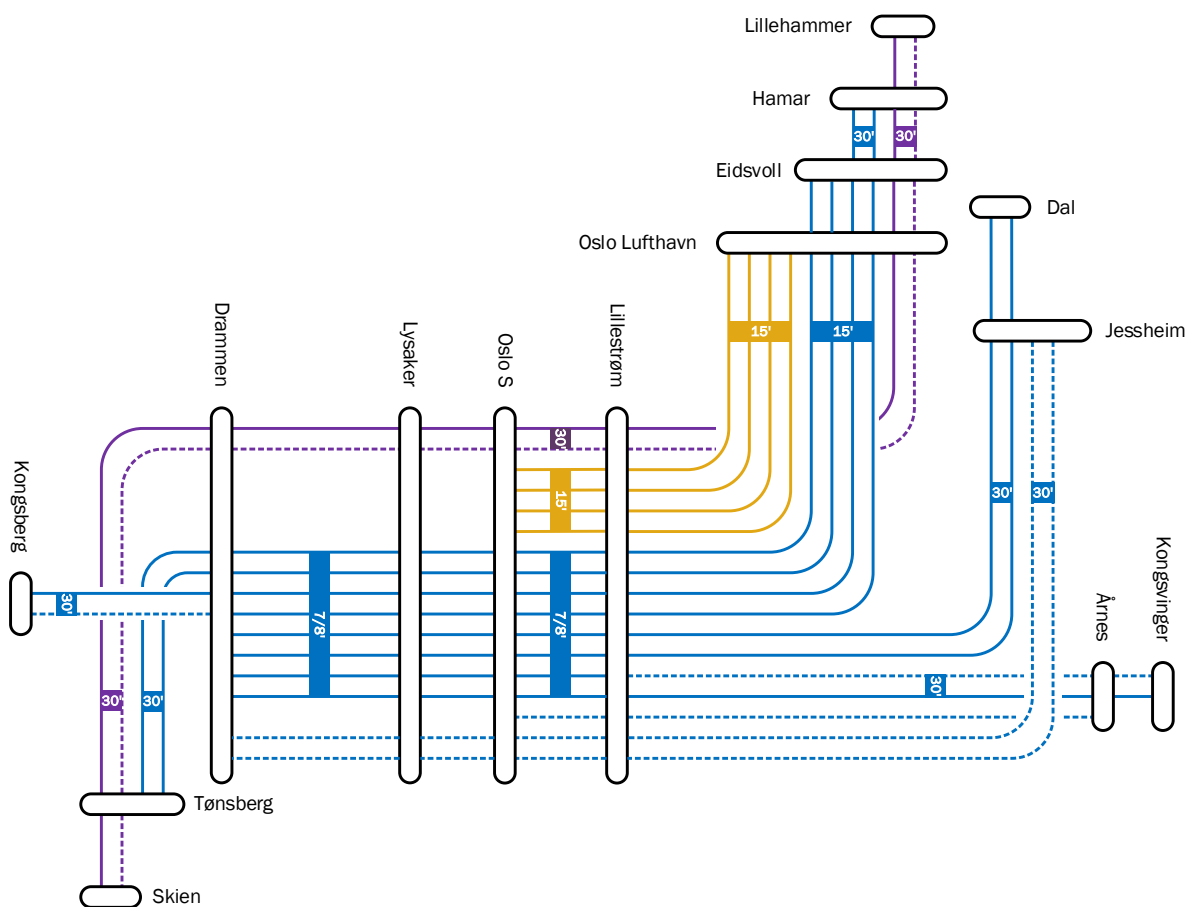 Lillehammer
Hamar
30'
30'
Eidsvoll
Dal
Oslo Lufthavn
Drammen
Lysaker
Oslo S
Lillestrøm
15'
15'
Jessheim
30'
Kongsberg
15'
30'
30'
Kongsvinger
Årnes
30'
7/8'
7/8'
30'
30'
30'
Tønsberg
Skien